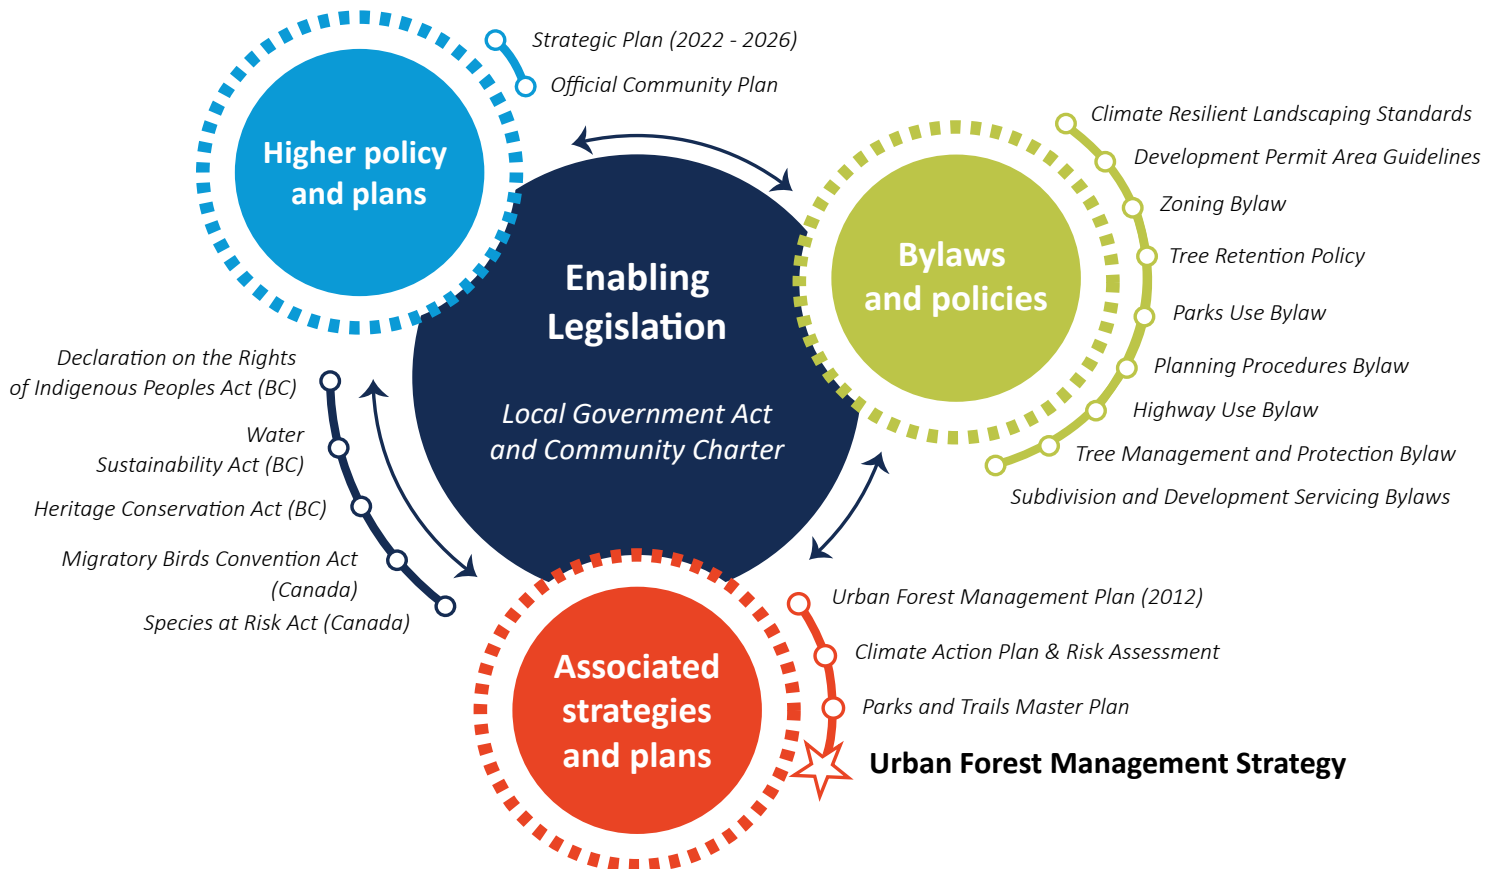 Strategic Plan (2022 - 2026)
Official Community Plan
Higher policy
and plans
Climate Resilient Landscaping Standards
Development Permit Area Guidelines
Zoning Bylaw
Tree Retention Policy
Parks Use Bylaw
Planning Procedures Bylaw
Highway Use Bylaw
Tree Management and Protection Bylaw
Subdivision and Development Servicing Bylaws
Bylaws
and policies
Enabling
Legislation
Local Government Act
and Community Charter
Declaration on the Rights
of Indigenous Peoples Act (BC)
Water
Sustainability Act (BC)
Heritage Conservation Act (BC)
Migratory Birds Convention Act
(Canada)
Species at Risk Act (Canada)
Associated
strategies
and plans
Urban Forest Management Plan (2012)
Climate Action Plan & Risk Assessment
Parks and Trails Master Plan
Urban Forest Management Strategy